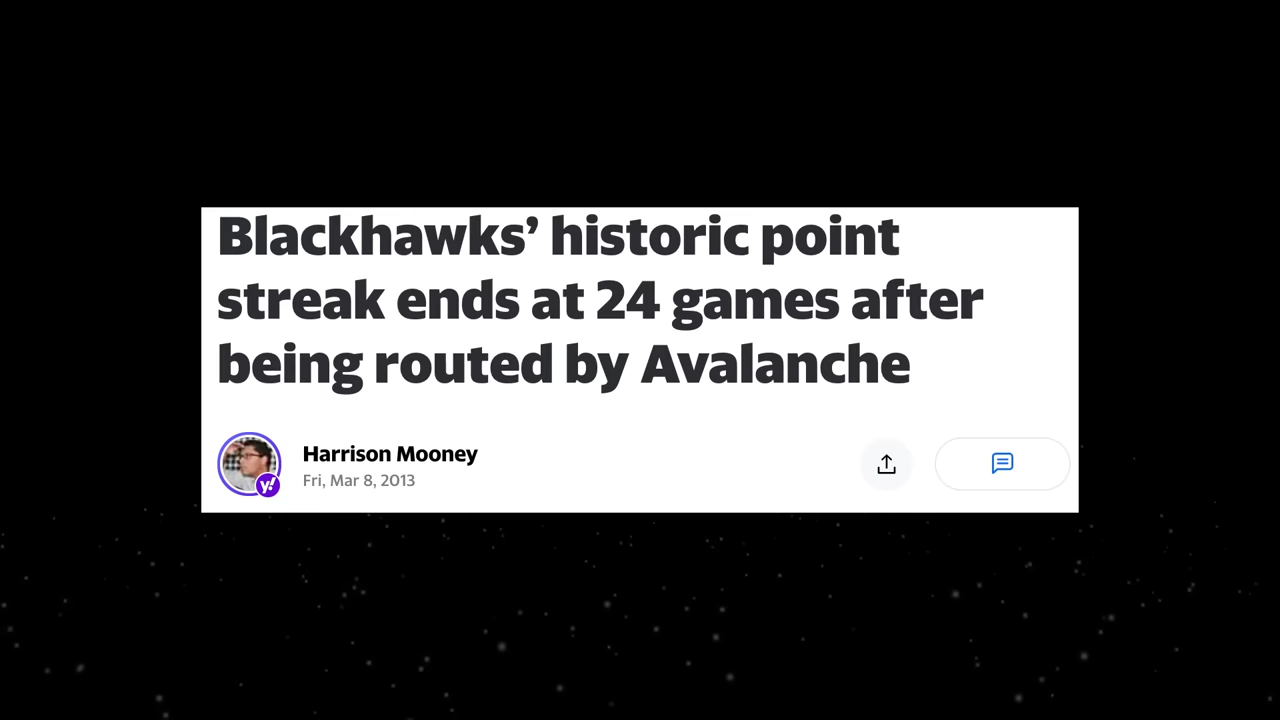 Blackhawks’ historic point
streak ends at 24 games after
being routed by Avalanche
Harrison Mooney
y!
Fri, Mar 8, 2013